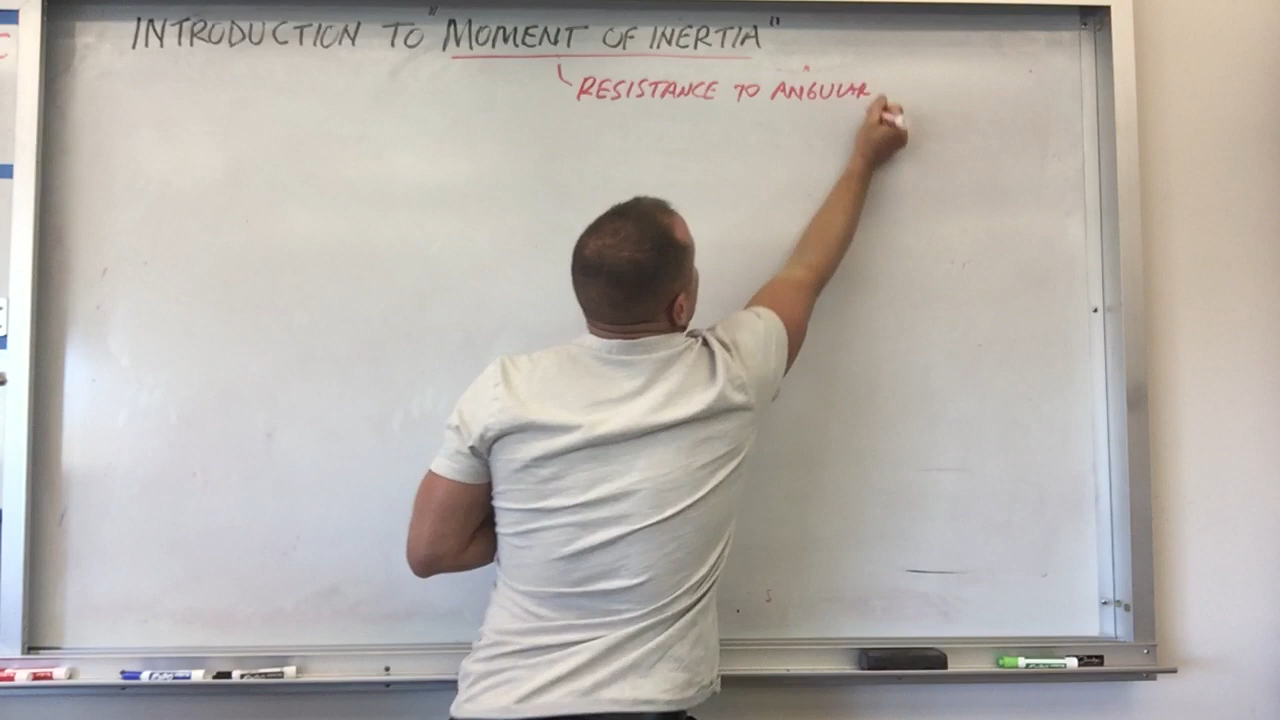 INTRODUCTION TO "MOMENT OF INERTIA"
RESISTANCE TO ANGULAR